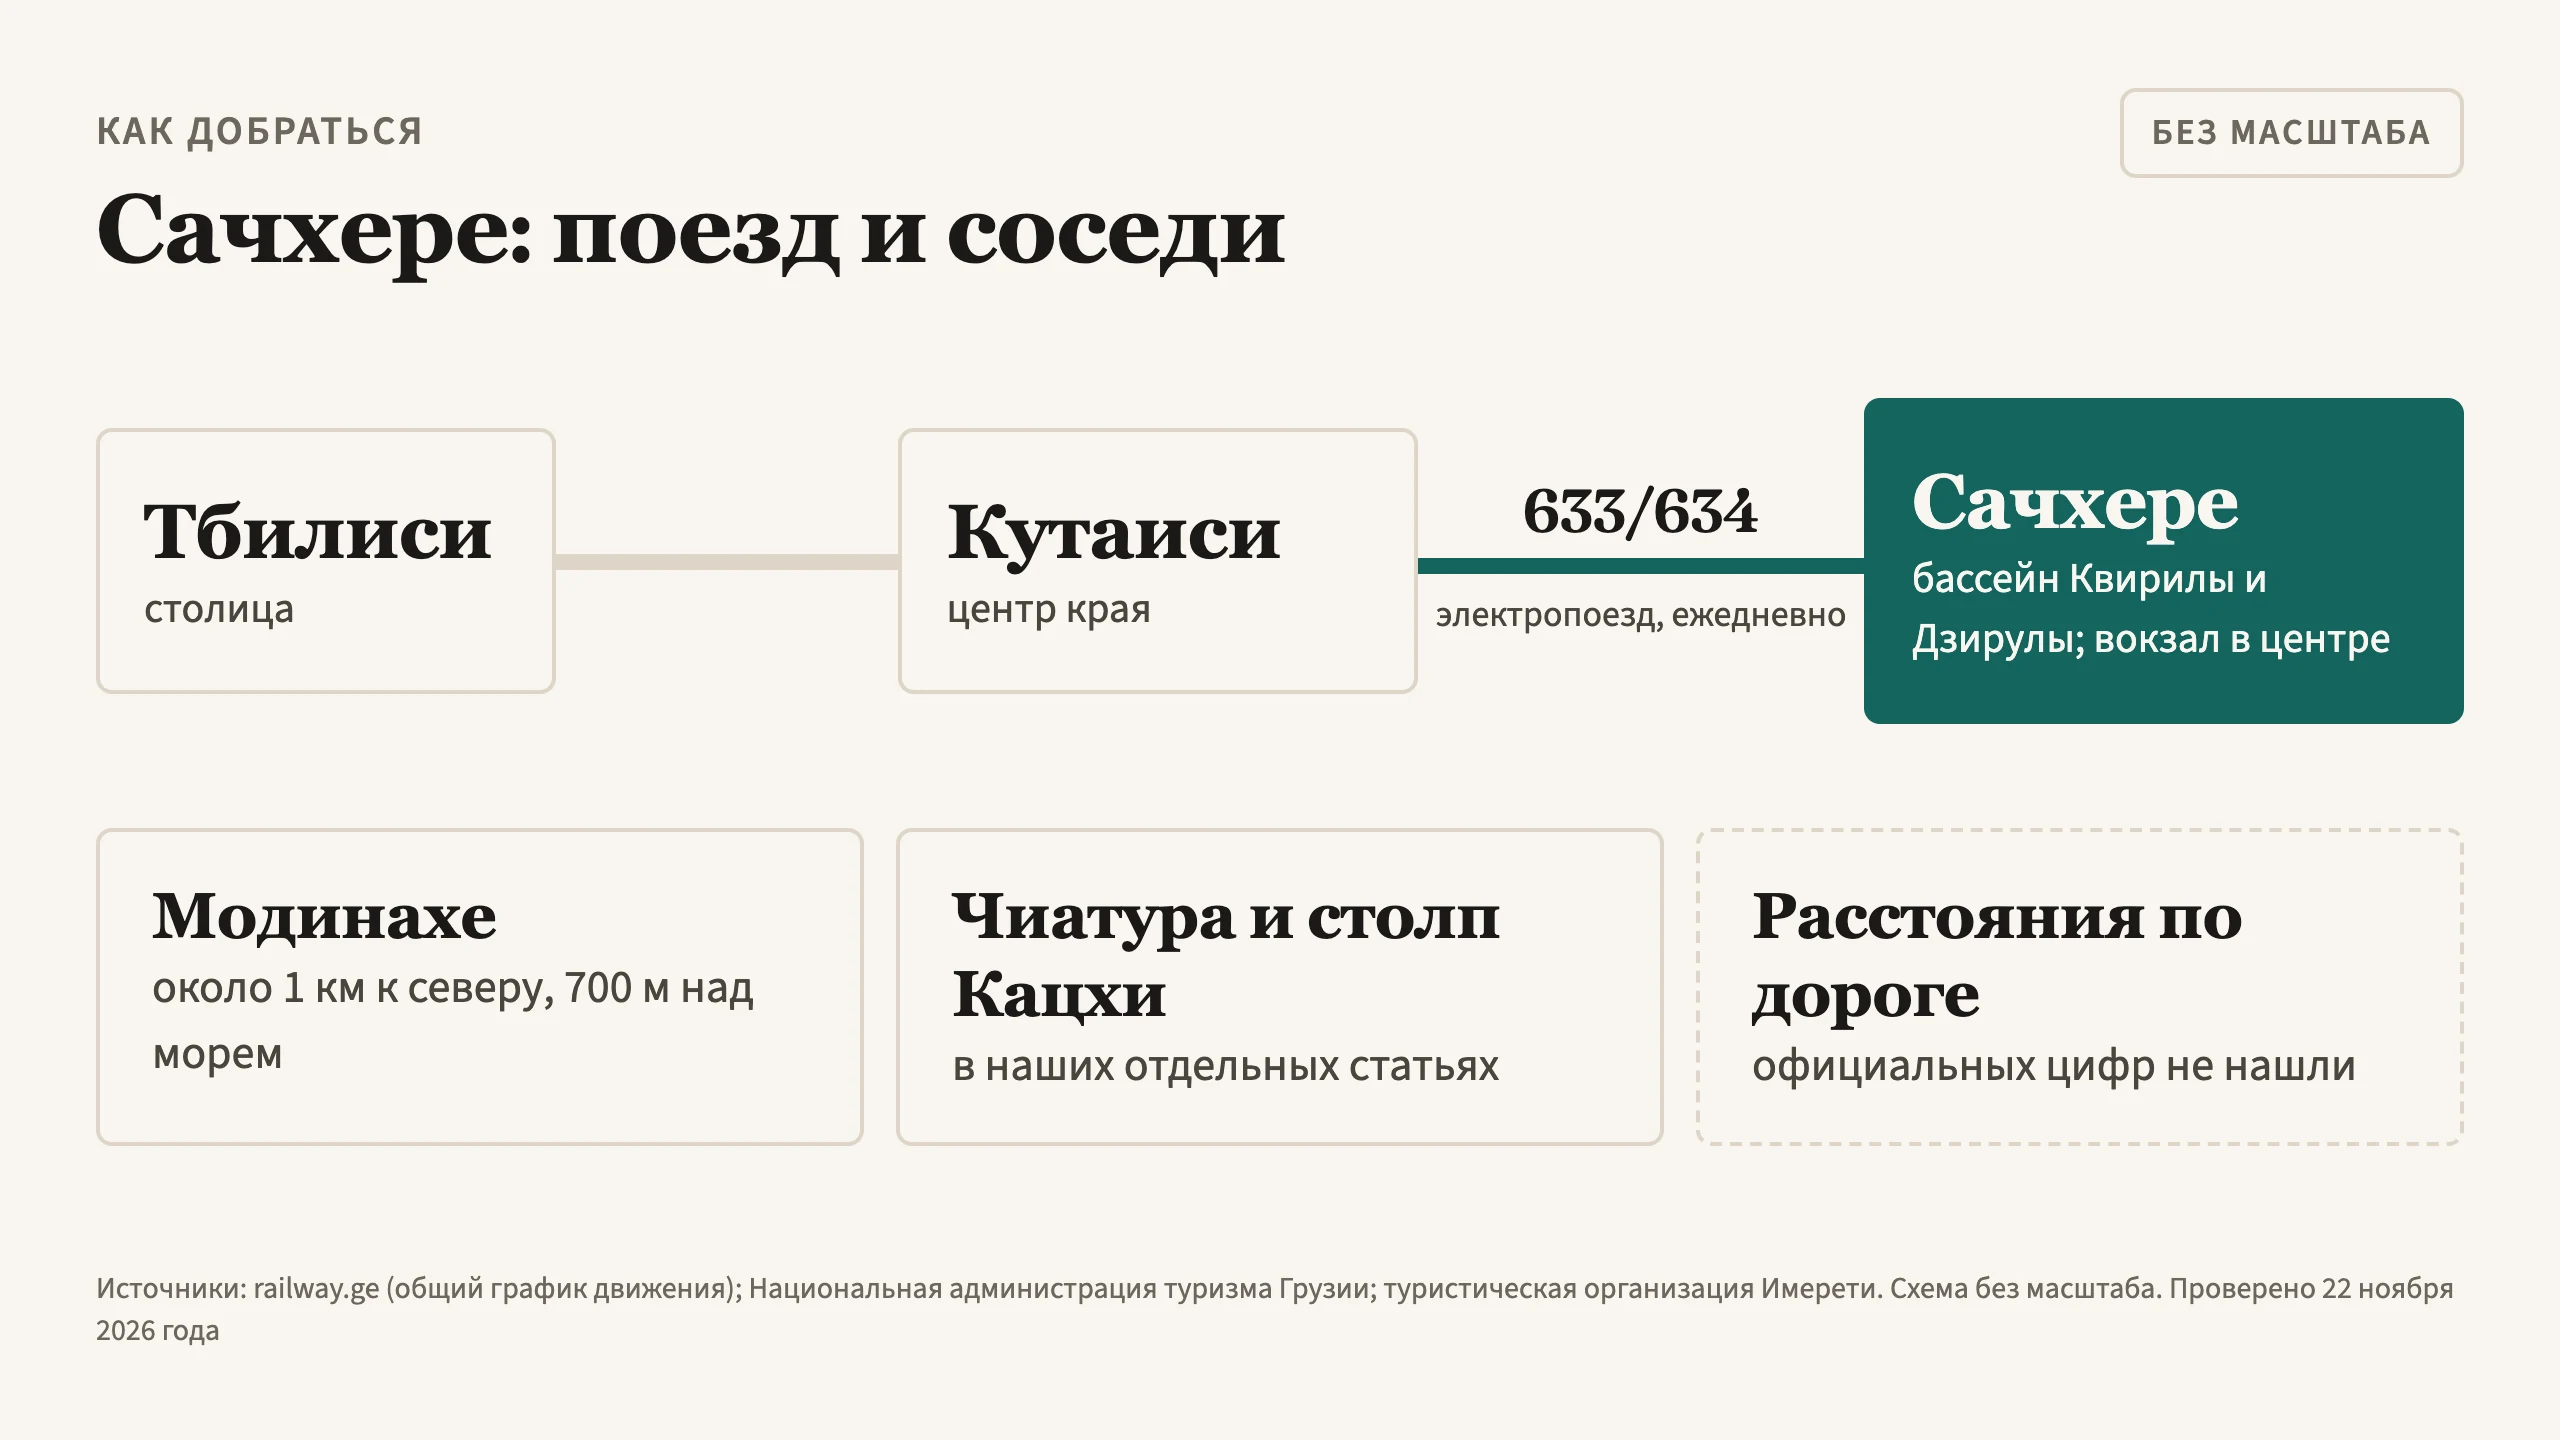 КАК ДОБРАТЬСЯ
БЕЗ МАСШТАБА
Сачхере: поезд и соседи
Тбилиси
столица
Кутаиси
центр края
633/634
электропоезд, ежедневно
Сачхере
бассейн Квирилы и
Дзирулы; вокзал в центре
Модинахе
около 1 км к северу, 700 м над
морем
Чиатура и столп
Кацхи
в наших отдельных статьях
Расстояния по
дороге
официальных цифр не нашли
Источники: railway.ge (общий график движения); Национальная администрация туризма Грузии; туристическая организация Имерети. Схема без масштаба. Проверено 22 ноября
2026 года